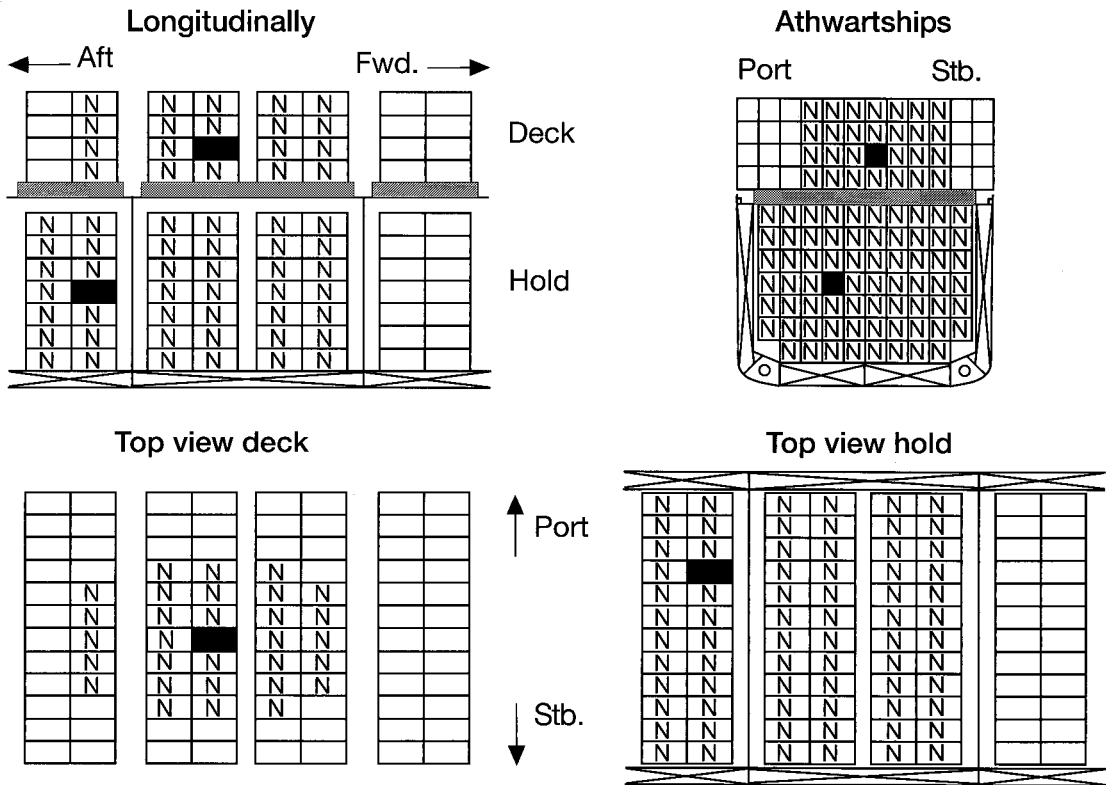 Longitudinally
Aft
Fwd.
N N N N N
N N N N N
N N N N
N N N N N
Deck
N N N N N N
N N N N N N
N N N N N N
N N N N N
N N N N N N
N N N N N N
N N N N N N
Hold
Athwartships
Port
Stb.
N N N N N N N
N N N N N N N
N N N N N N
N N N N N N N
N N N N N N N N N N
N N N N N N N N N N
N N N N N N N N N N
N N N N N N N N N
N N N N N N N N N N
N N N N N N N N N N
N N N N N N N N
Top view deck
N N N
N N N N N
N N N N N
N N N N
N N N N N
N N N N N
N N N
Port
Stb.
Top view hold
N N N N N N
N N N N N N
N N N N N N
N N N N N
N N N N N N
N N N N N N
N N N N N N
N N N N N N
N N N N N N
N N N N N N
N N N N N N
N N N N N N